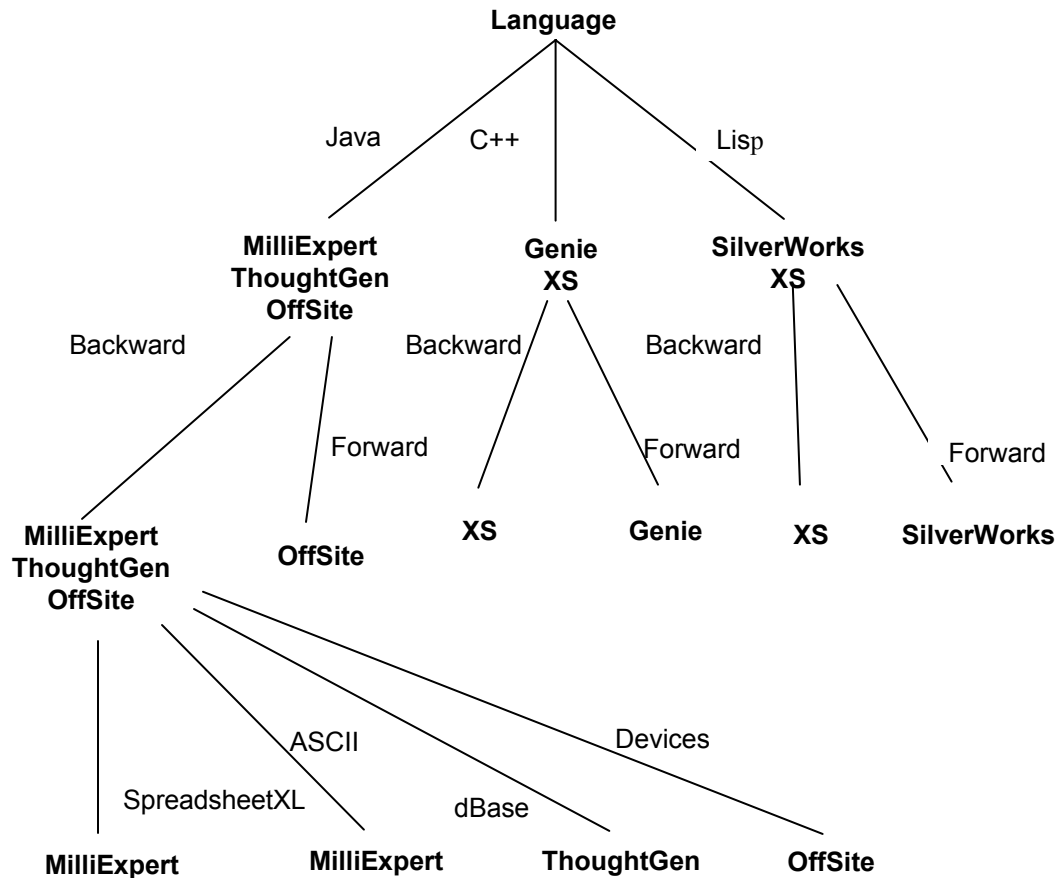 Language
Java
C++
Lisp
MilliExpert
ThoughtGen
OffSite
Genie
XS
SilverWorks
XS
Backward
Backward
Backward
Forward
Forward
Forward
MilliExpert
ThoughtGen
OffSite
OffSite
XS
Genie
XS
SilverWorks
SpreadsheetXL
ASCII
dBase
Devices
MilliExpert
MilliExpert
ThoughtGen
OffSite